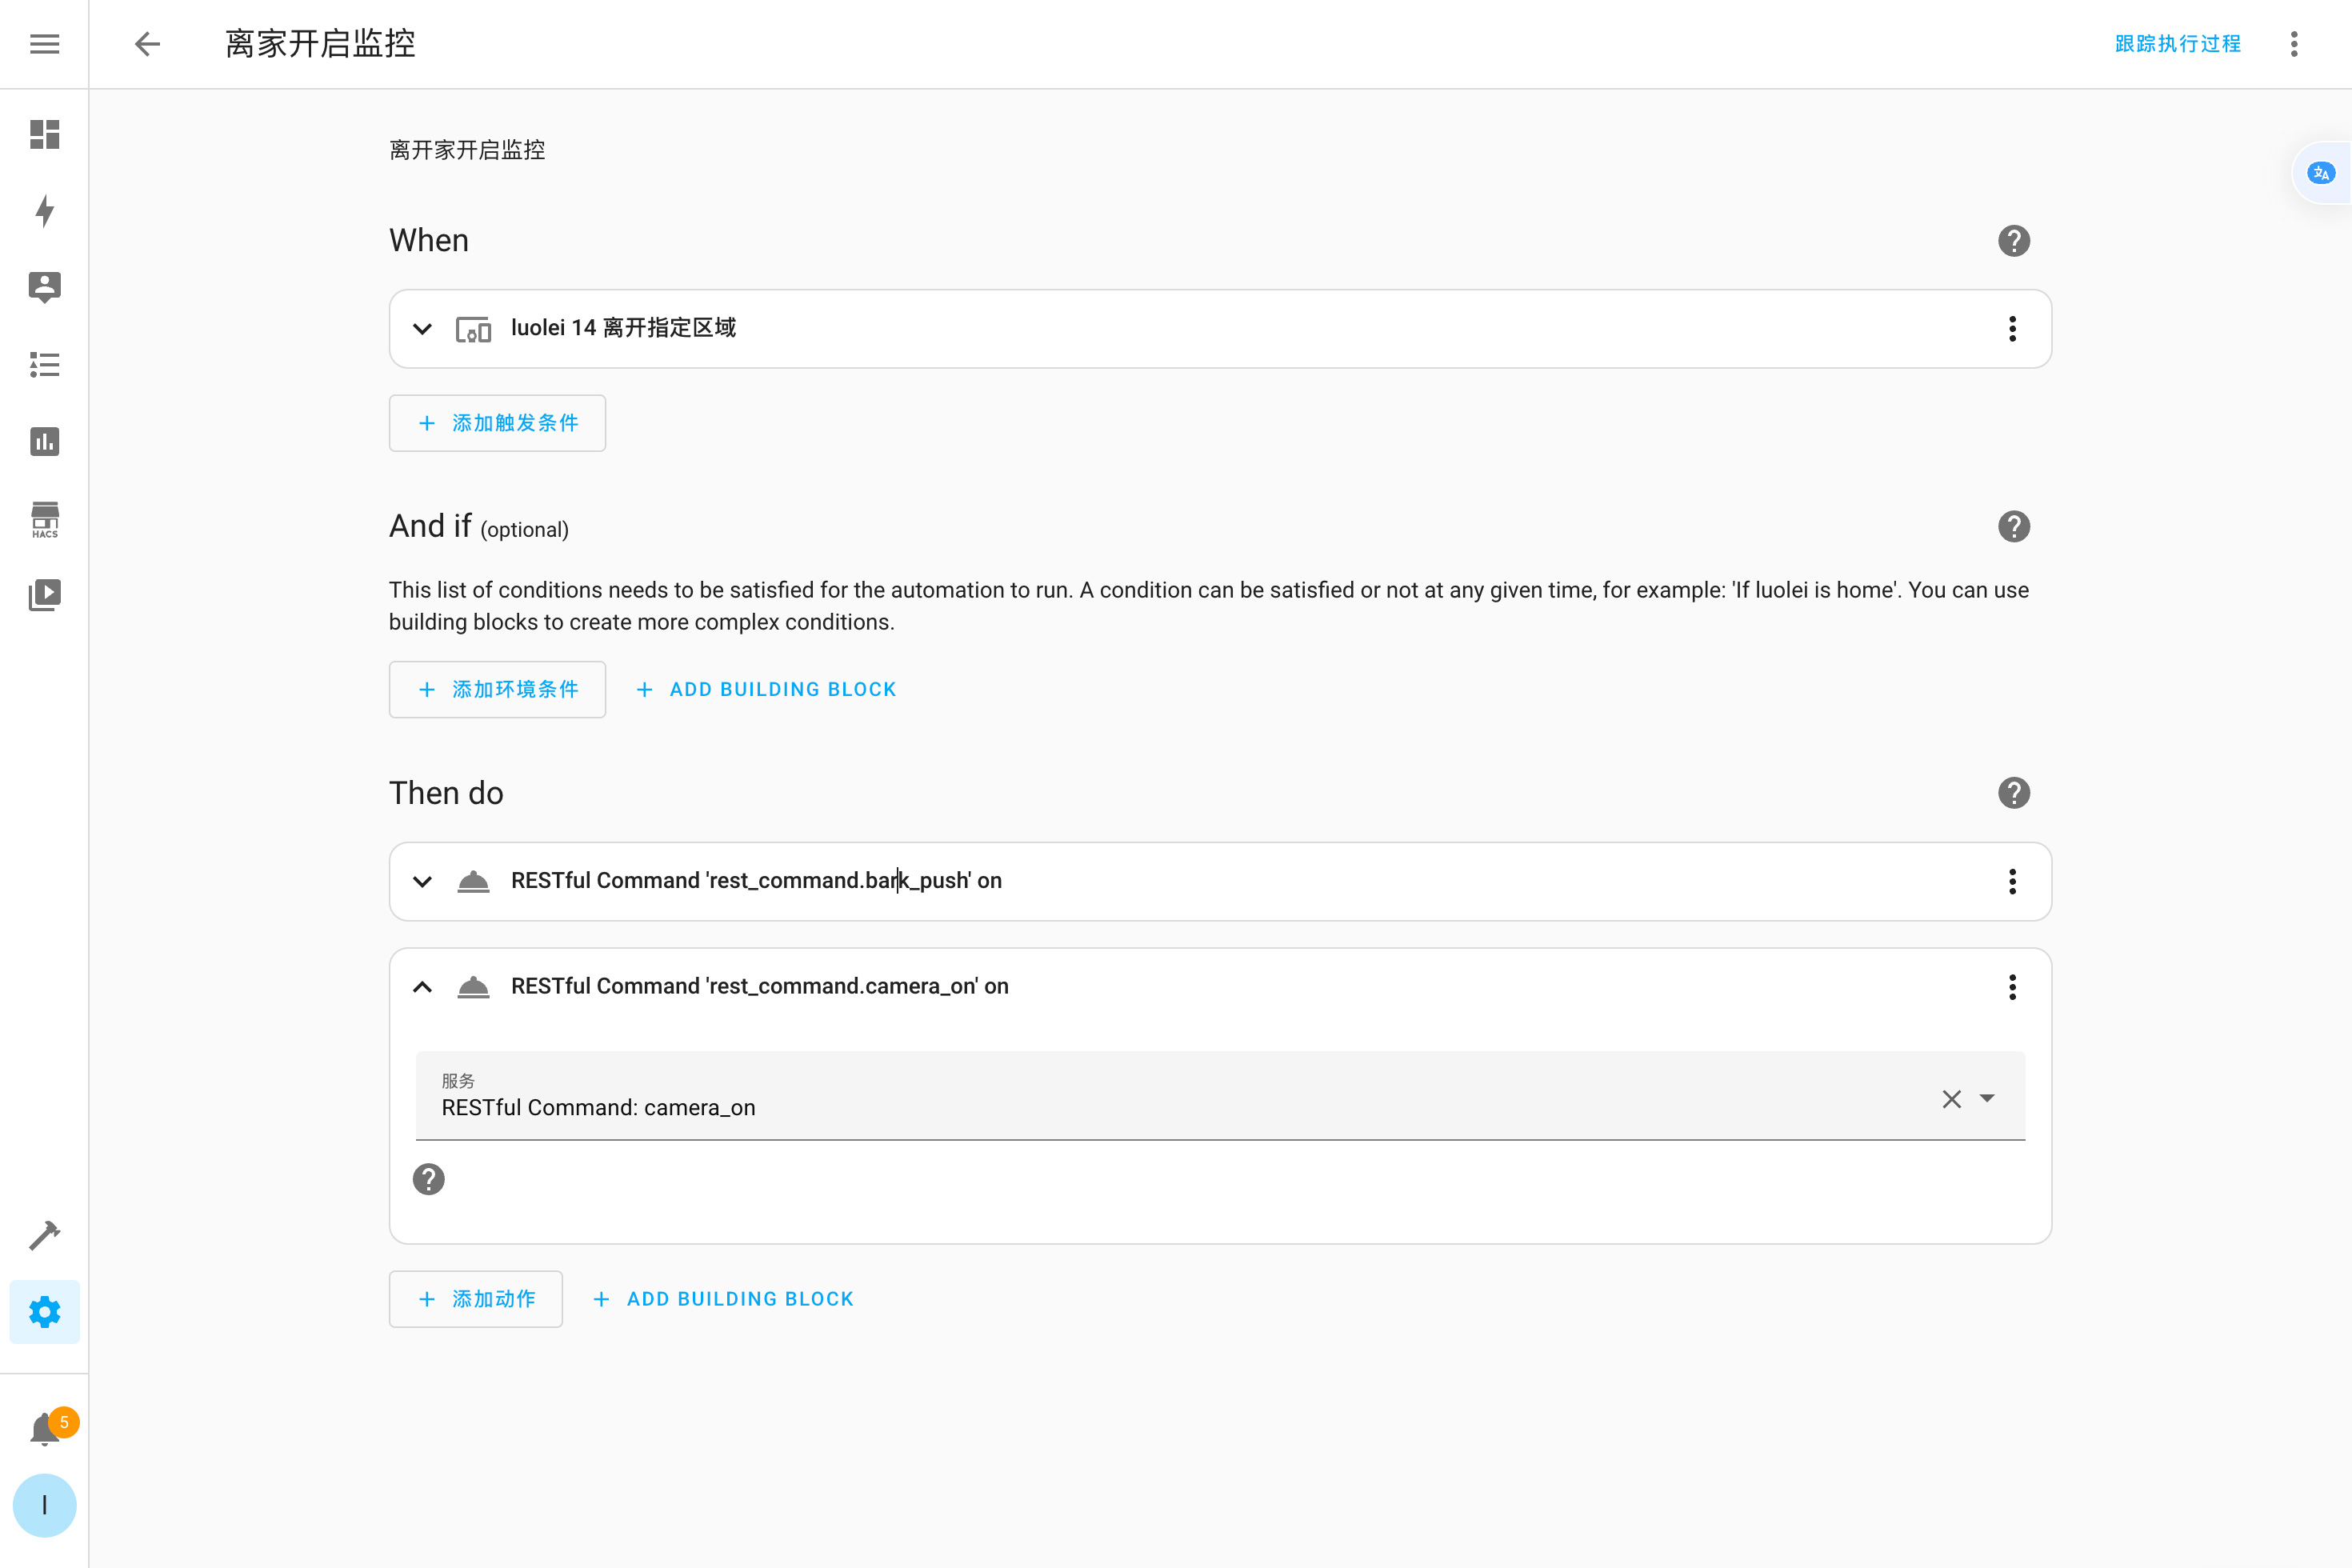 离家开启监控
跟踪执行过程
离开家开启监控
文A
When
luolei 14 离开指定区域
添加触发条件
And if (optional)
HACS
This list of conditions needs to be satisfied for the automation to run. A condition can be satisfied or not at any given time, for example: 'If luolei is home'. You can use
building blocks to create more complex conditions.
添加环境条件
ADD BUILDING BLOCK
Then do
RESTful Command 'rest_command.bark_push' on
RESTful Command 'rest_command.camera_on' on
服务
RESTful Command: camera_on
添加动作
ADD BUILDING BLOCK
5
l